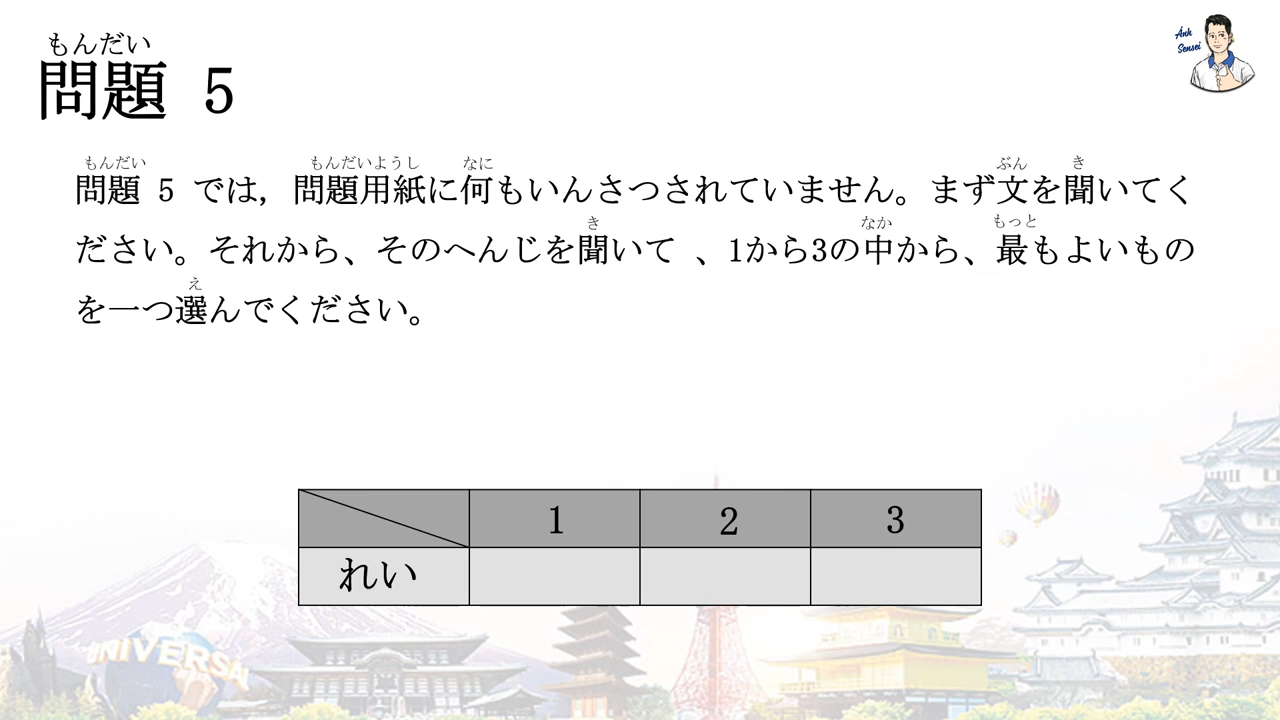 もんだい
問題 5
Ánh
Sensei
もんだい もんだいようし なに ぶん き
問題 5 では, 問題用紙に何もいんさつされていません。まず文を聞いてく
き なか もっと
ださい。それから、そのへんじを聞いて 、1から3の中から、最もよいもの
え
を一つ選んでください。
1 2 3
れい
UNIVERSA